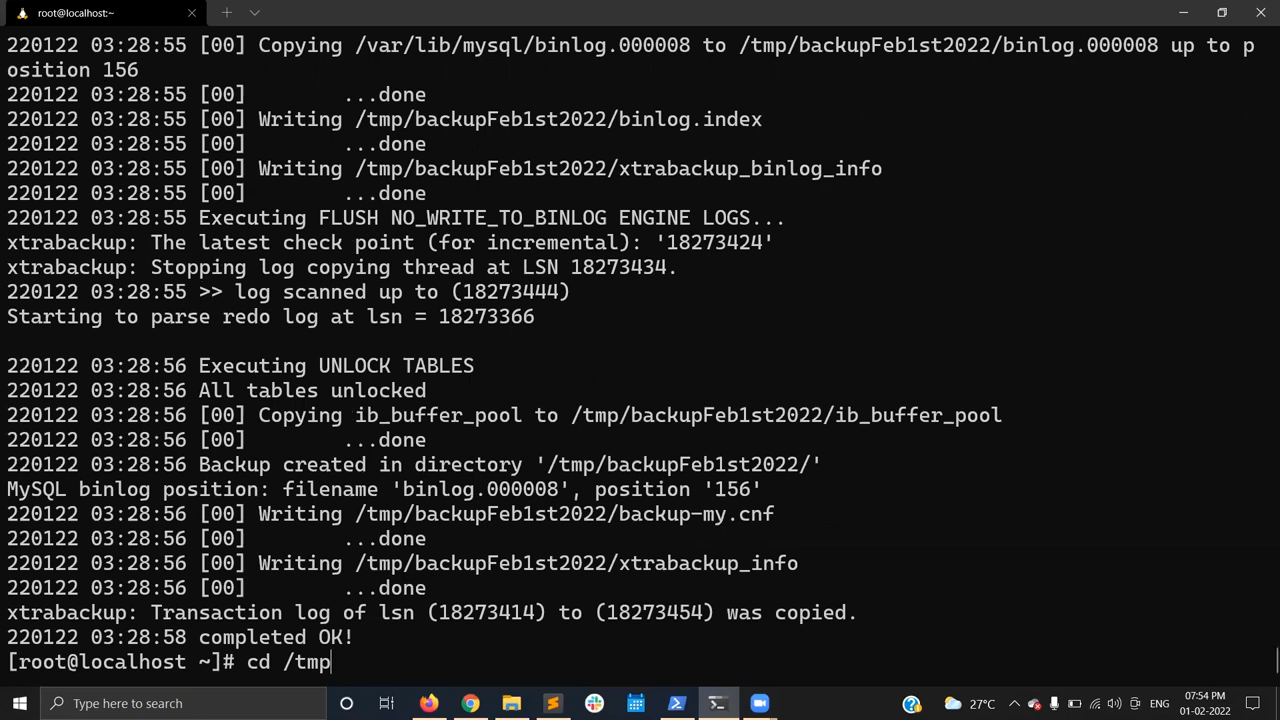 root@localhost:~
220122 03:28:55 [00] Copying /var/lib/mysql/binlog.000008 to /tmp/backupFeb1st2022/binlog.000008 up to p
osition 156
220122 03:28:55 [00]        ...done
220122 03:28:55 [00] Writing /tmp/backupFeb1st2022/binlog.index
220122 03:28:55 [00]        ...done
220122 03:28:55 [00] Writing /tmp/backupFeb1st2022/xtrabackup_binlog_info
220122 03:28:55 [00]        ...done
220122 03:28:55 Executing FLUSH NO_WRITE_TO_BINLOG ENGINE LOGS...
xtrabackup: The latest check point (for incremental): '18273424'
xtrabackup: Stopping log copying thread at LSN 18273434.
220122 03:28:55 >> log scanned up to (18273444)
Starting to parse redo log at lsn = 18273366
220122 03:28:56 Executing UNLOCK TABLES
220122 03:28:56 All tables unlocked
220122 03:28:56 [00] Copying ib_buffer_pool to /tmp/backupFeb1st2022/ib_buffer_pool
220122 03:28:56 [00]        ...done
220122 03:28:56 Backup created in directory '/tmp/backupFeb1st2022/'
MySQL binlog position: filename 'binlog.000008', position '156'
220122 03:28:56 [00] Writing /tmp/backupFeb1st2022/backup-my.cnf
220122 03:28:56 [00]        ...done
220122 03:28:56 [00] Writing /tmp/backupFeb1st2022/xtrabackup_info
220122 03:28:56 [00]        ...done
xtrabackup: Transaction log of lsn (18273414) to (18273454) was copied.
220122 03:28:58 completed OK!
[root@localhost ~]# cd /tmp
Type here to search
27°C
ENG
07:54 PM
01-02-2022